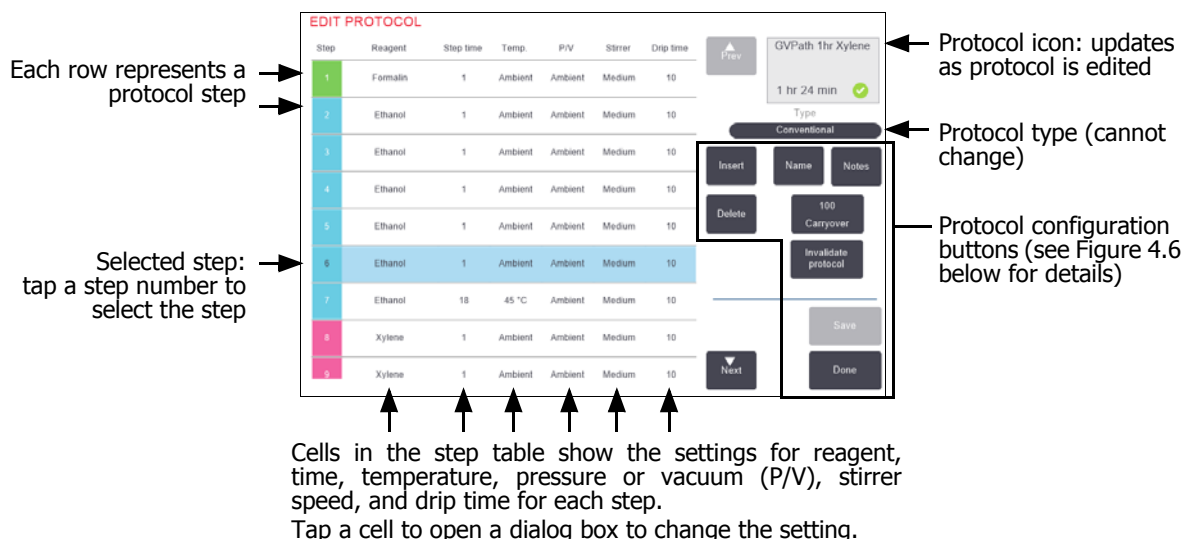 EDIT PROTOCOL
Step Reagent Step time Temp. P/V Stirrer Drip time
1 Formalin 1 Ambient Ambient Medium 10
2 Ethanol 1 Ambient Ambient Medium 10
3 Ethanol 1 Ambient Ambient Medium 10
4 Ethanol 1 Ambient Ambient Medium 10
5 Ethanol 1 Ambient Ambient Medium 10
6 Ethanol 1 Ambient Ambient Medium 10
7 Ethanol 18 45 °C Ambient Medium 10
8 Xylene 1 Ambient Ambient Medium 10
9 Xylene 1 Ambient Ambient Medium 10
Prev
GVPath 1hr Xylene
1 hr 24 min
Type
Conventional
Insert
Name
Notes
Delete
100
Carryover
Invalidate
protocol
Save
Next
Done
Each row represents a
protocol step
Selected step:
tap a step number to
select the step
Protocol icon: updates
as protocol is edited
Protocol type (cannot
change)
Protocol configuration
buttons (see Figure 4.6
below for details)
Cells in the step table show the settings for reagent,
time, temperature, pressure or vacuum (P/V), stirrer
speed, and drip time for each step.
Tap a cell to open a dialog box to change the setting.